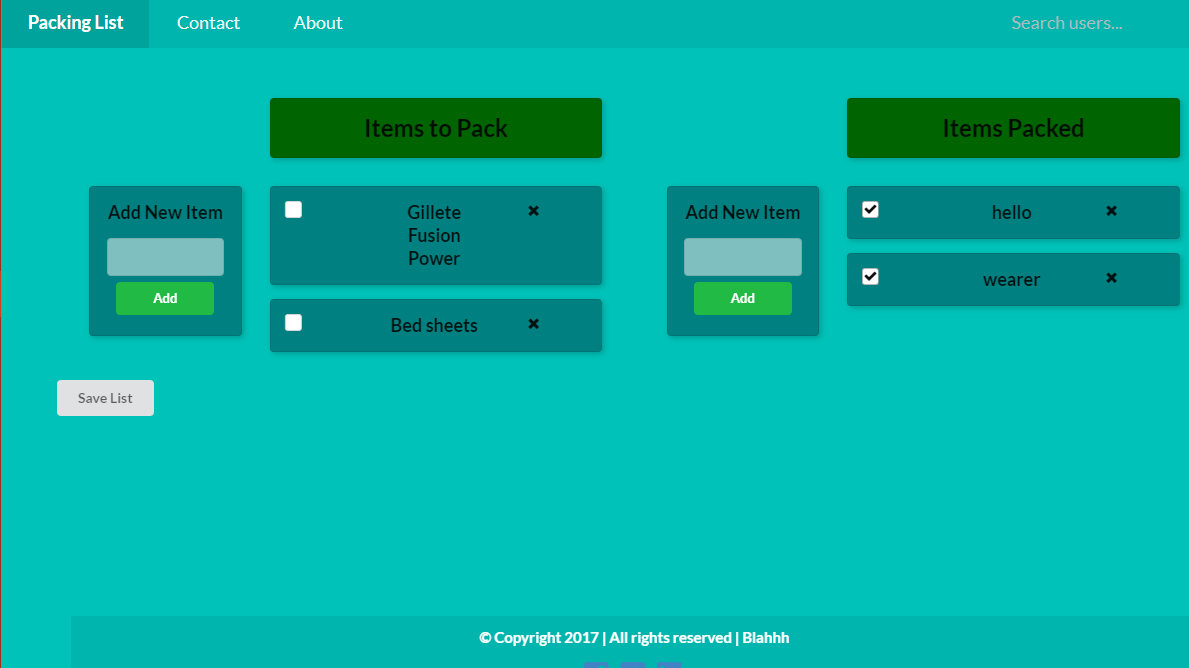 Packing List
Contact
About
Search users...
Items to Pack
Items Packed
Add New Item
Add
Gillete
Fusion
Power
Bed sheets
Add New Item
Add
hello
wearer
Save List
© Copyright 2017 | All rights reserved | Blahhh